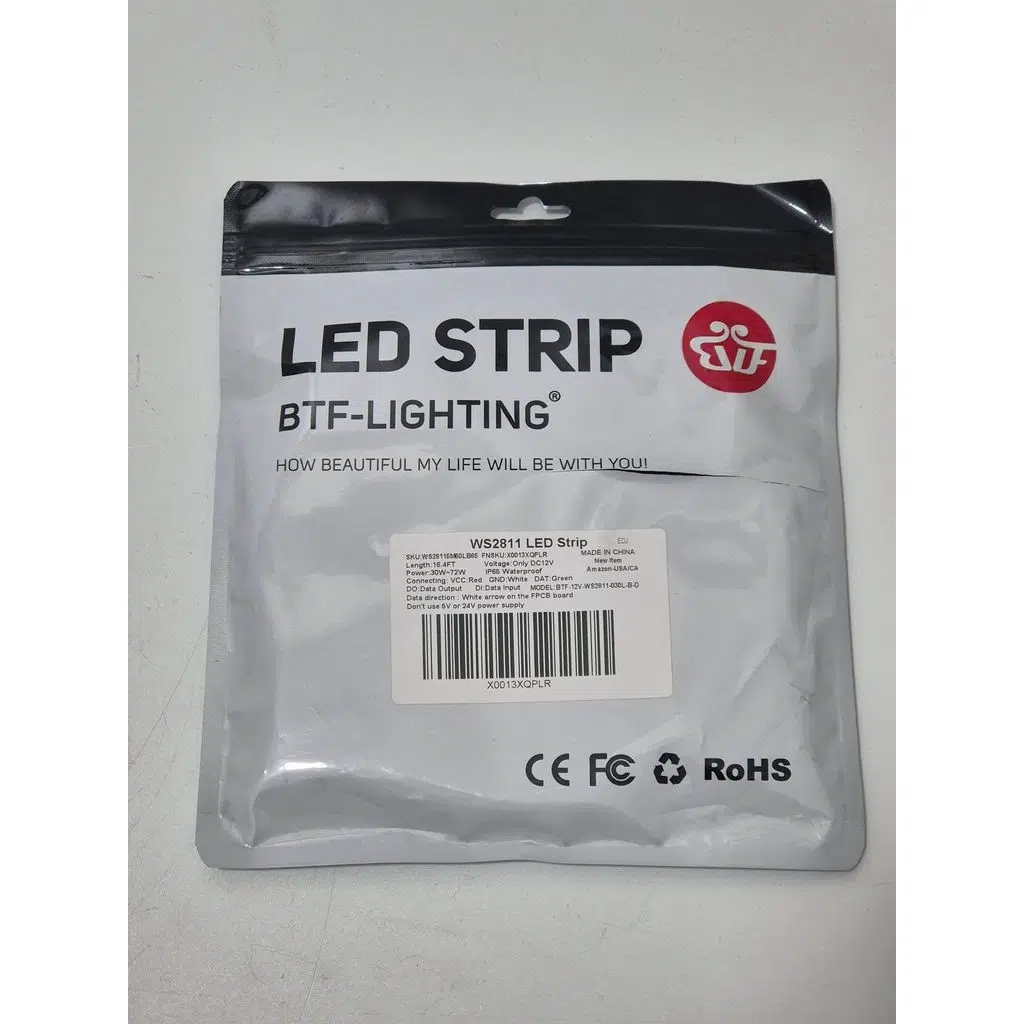 LED STRIP
BTF-LIGHTING®
HOW BEAUTIFUL MY LIFE WILL BE WITH YOU!
WS2811 LED Strip EDJ
SKU:WS28115M60LB65 FNSKU:X0013XQPLR MADE IN CHINA
Length:16.4FT Voltage:Only DC12V New Item
Power:30W~72W IP65 Waterproof Amazon-USA/CA
Connecting: VCC:Red GND:White DAT:Green
DO:Data Output DI:Data Input MODEL:BTF-12V-WS2811-030L-B-D
Data direction : White arrow on the FPCB board
Don't use 5V or 24V power supply
X0013XQPLR
CE FC RoHS